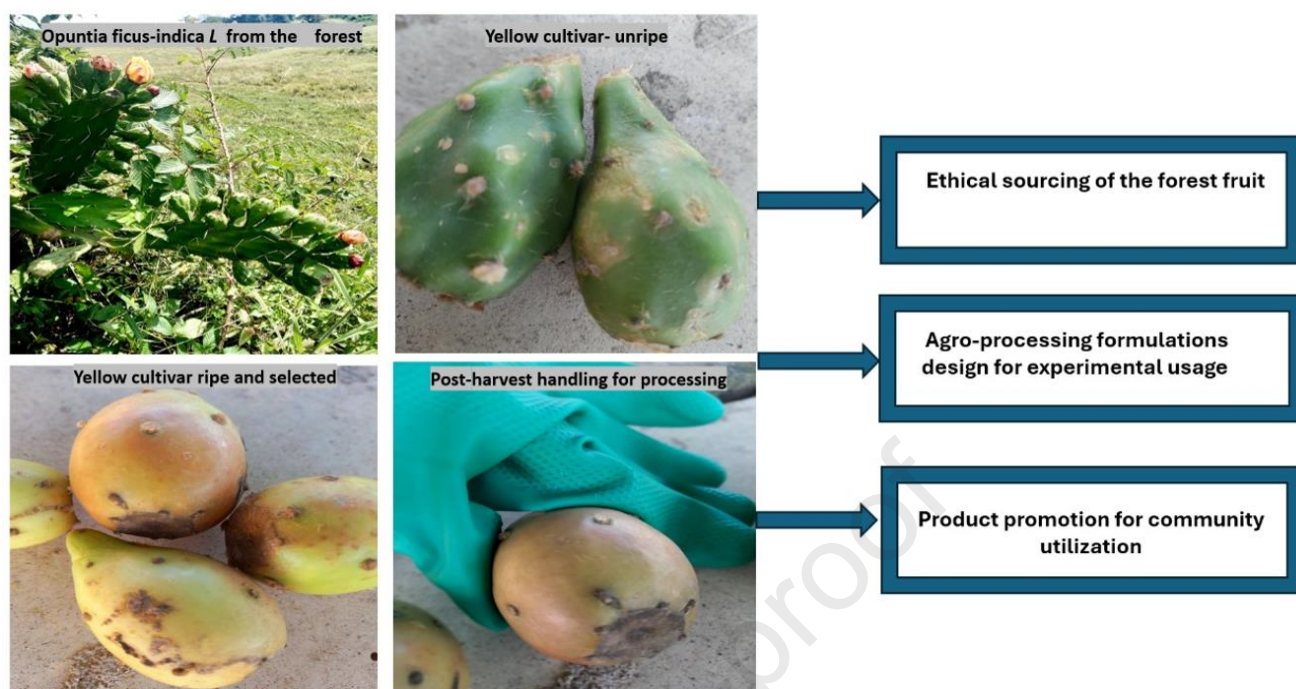 Opuntia ficus-indica L from the forest
Yellow cultivar- unripe
Yellow cultivar ripe and selected
Post-harvest handling for processing
Ethical sourcing of the forest fruit
Agro-processing formulations
design for experimental usage
Product promotion for community
utilization
proof